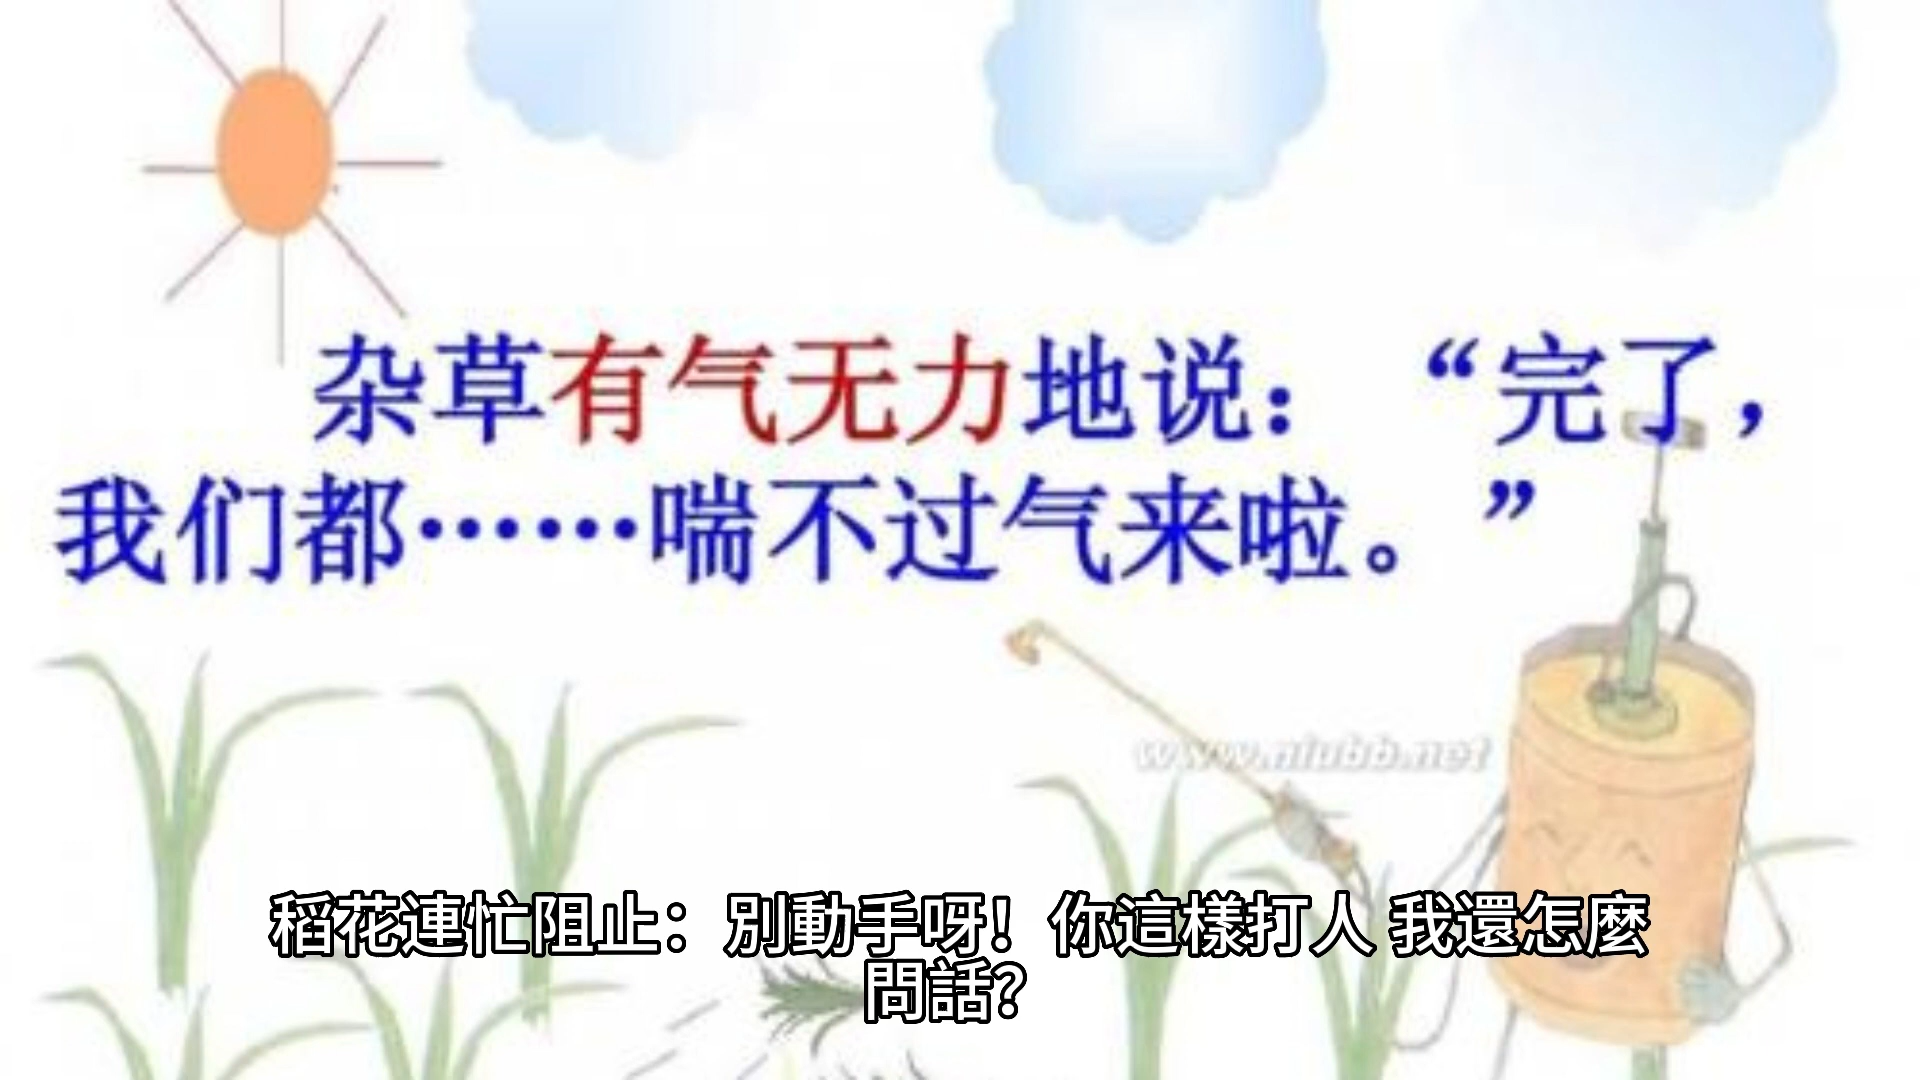 杂草有气无力地说：“完了，
我们都……喘不过气来啦。”
www.niubb.net
稻花連忙阻止：別動手呀！你這樣打人 我還怎麼
問話？